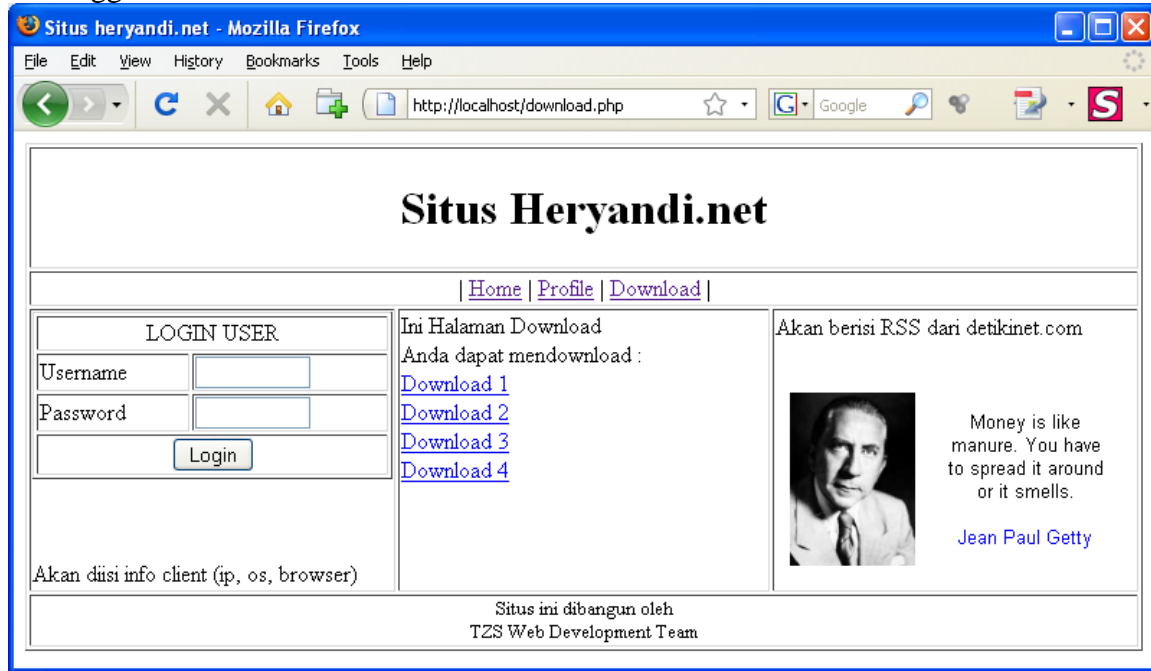 Situs heryandi.net - Mozilla Firefox
File Edit View History Bookmarks Tools Help
http://localhost/download.php
G Google
S
Situs Heryandi.net
| Home | Profile | Download |
LOGIN USER
Username
Password
Login
Akan diisi info client (ip, os, browser)
Ini Halaman Download
Anda dapat mendownload :
Download 1
Download 2
Download 3
Download 4
Akan berisi RSS dari detikinet.com
Money is like
manure. You have
to spread it around
or it smells.
Jean Paul Getty
Situs ini dibangun oleh
TZS Web Development Team